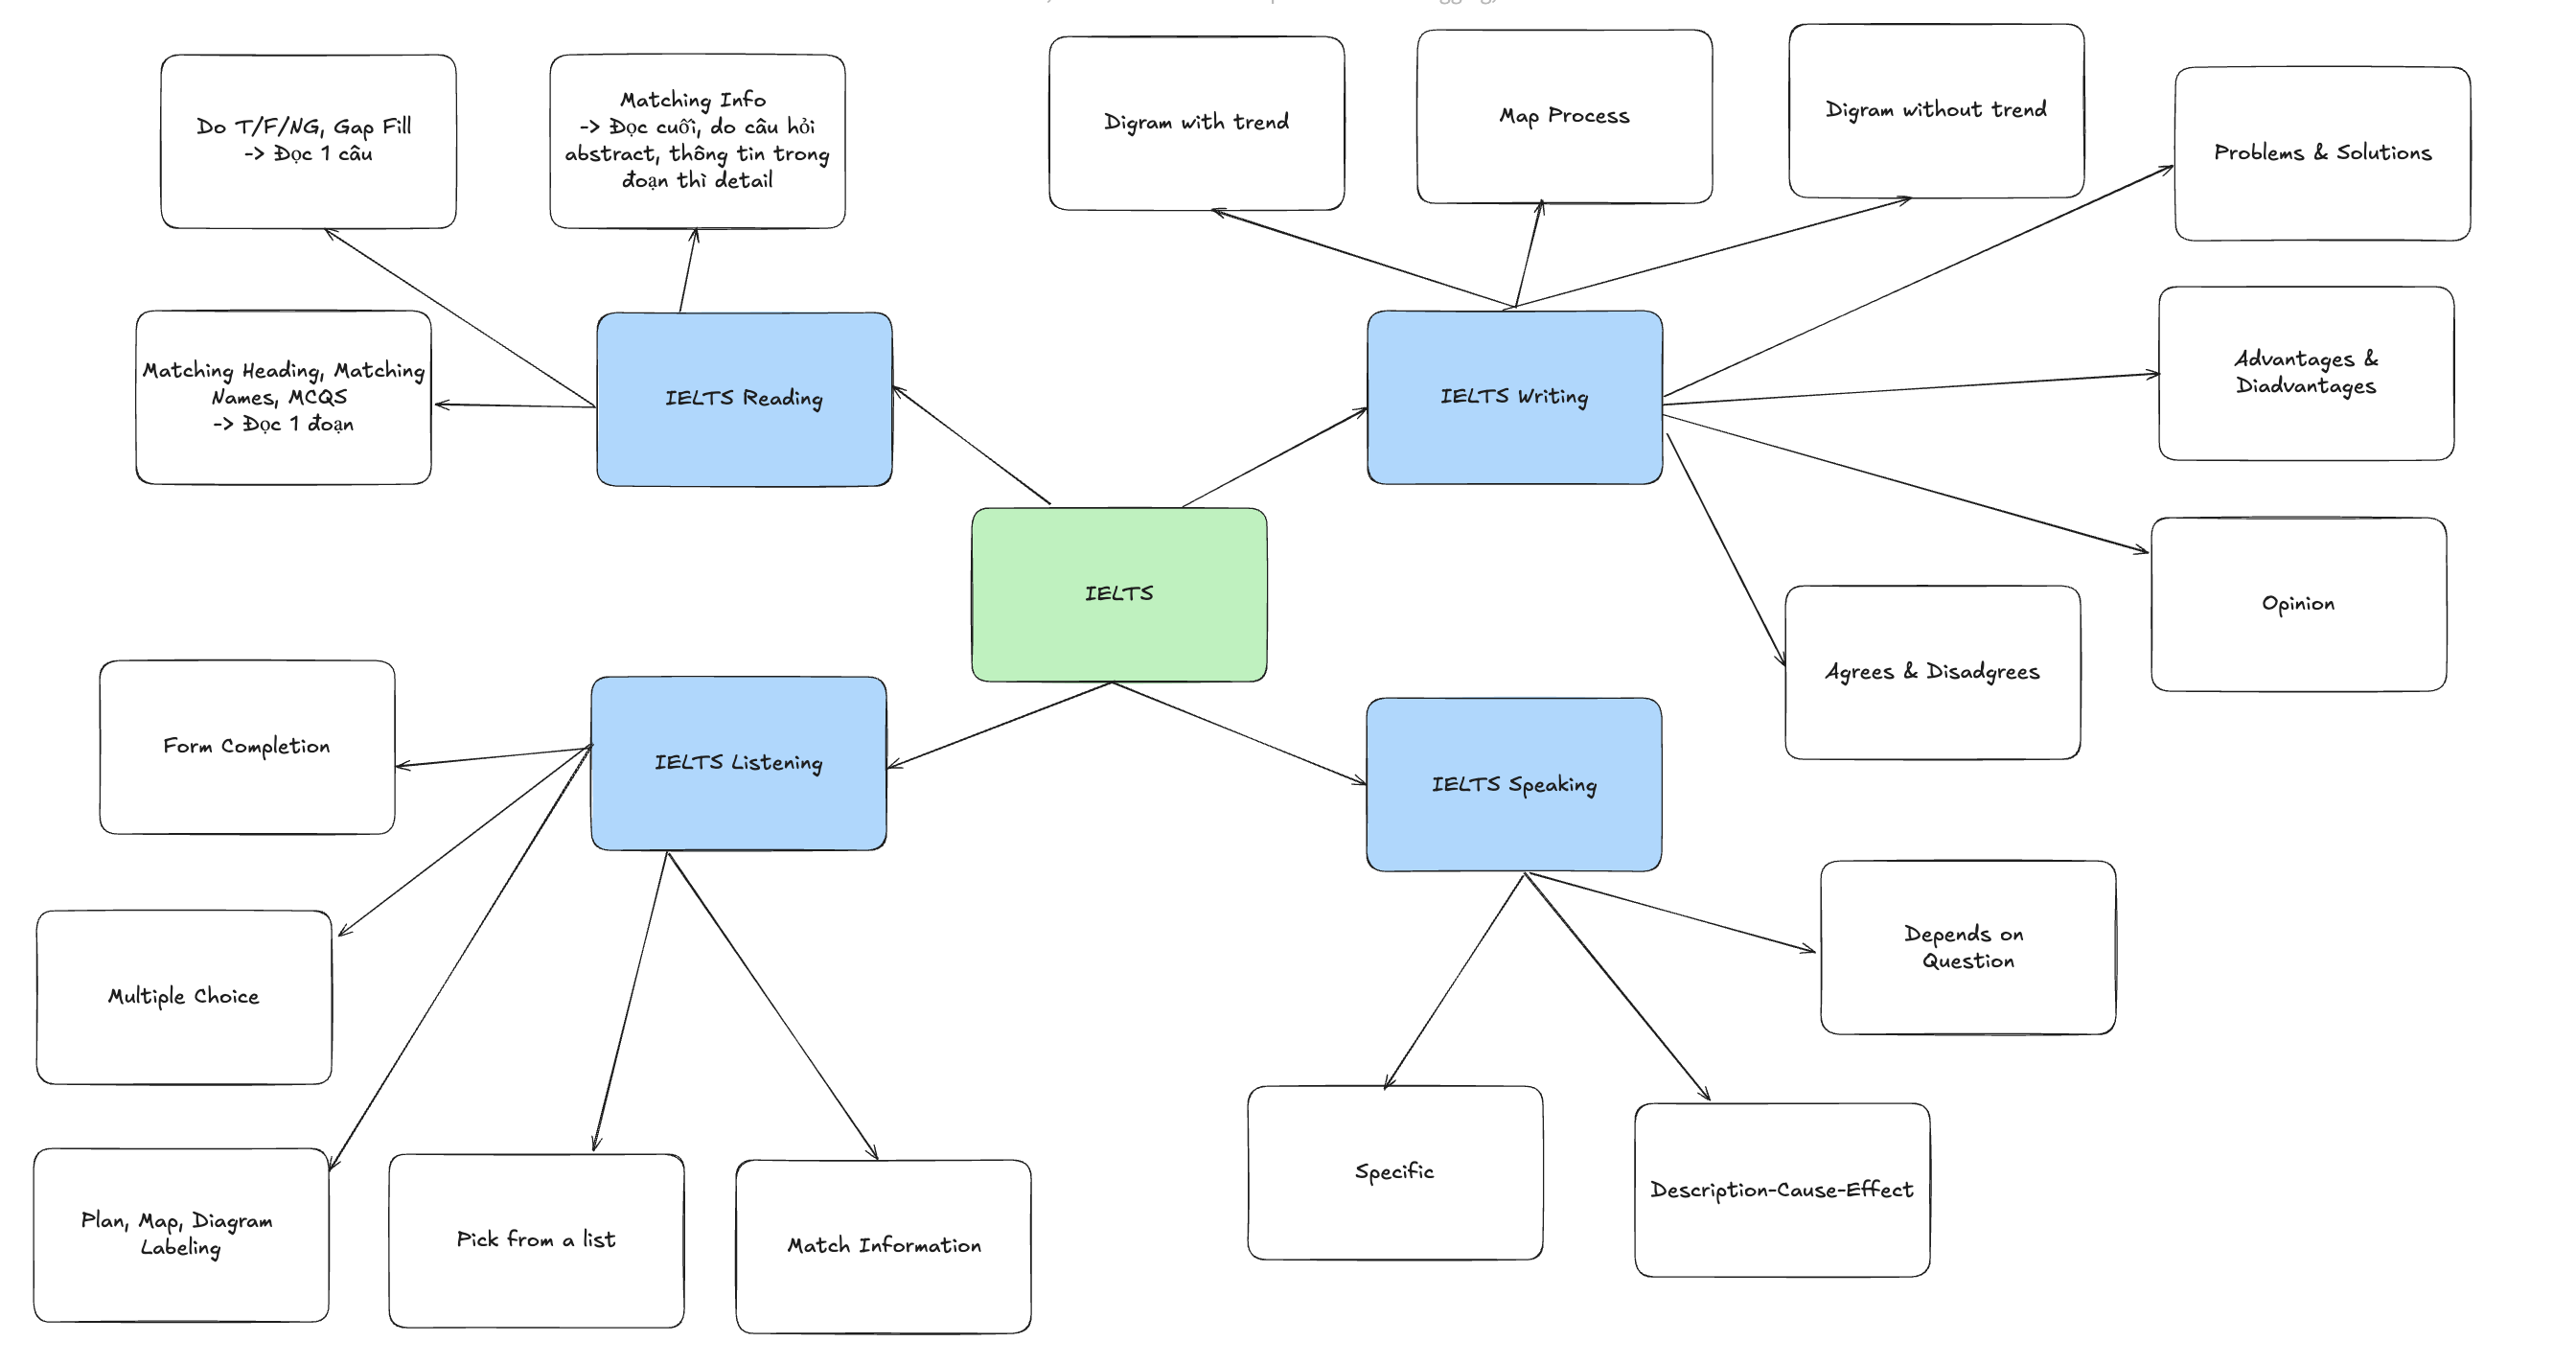 Do T/F/NG, Gap Fill
-> Đọc 1 câu
Matching Info
-> Đọc cuối, do câu hỏi
abstract, thông tin trong
đoạn thì detail
Digram with trend
Map Process
Digram without trend
Problems & Solutions
Matching Heading, Matching
Names, MCQS
-> Đọc 1 đoạn
IELTS Reading
IELTS Writing
Advantages &
Diadvantages
IELTS
Opinion
Agrees & Disadgrees
Form Completion
IELTS Listening
IELTS Speaking
Depends on
Question
Multiple Choice
Specific
Description-Cause-Effect
Plan, Map, Diagram
Labeling
Pick from a list
Match Information